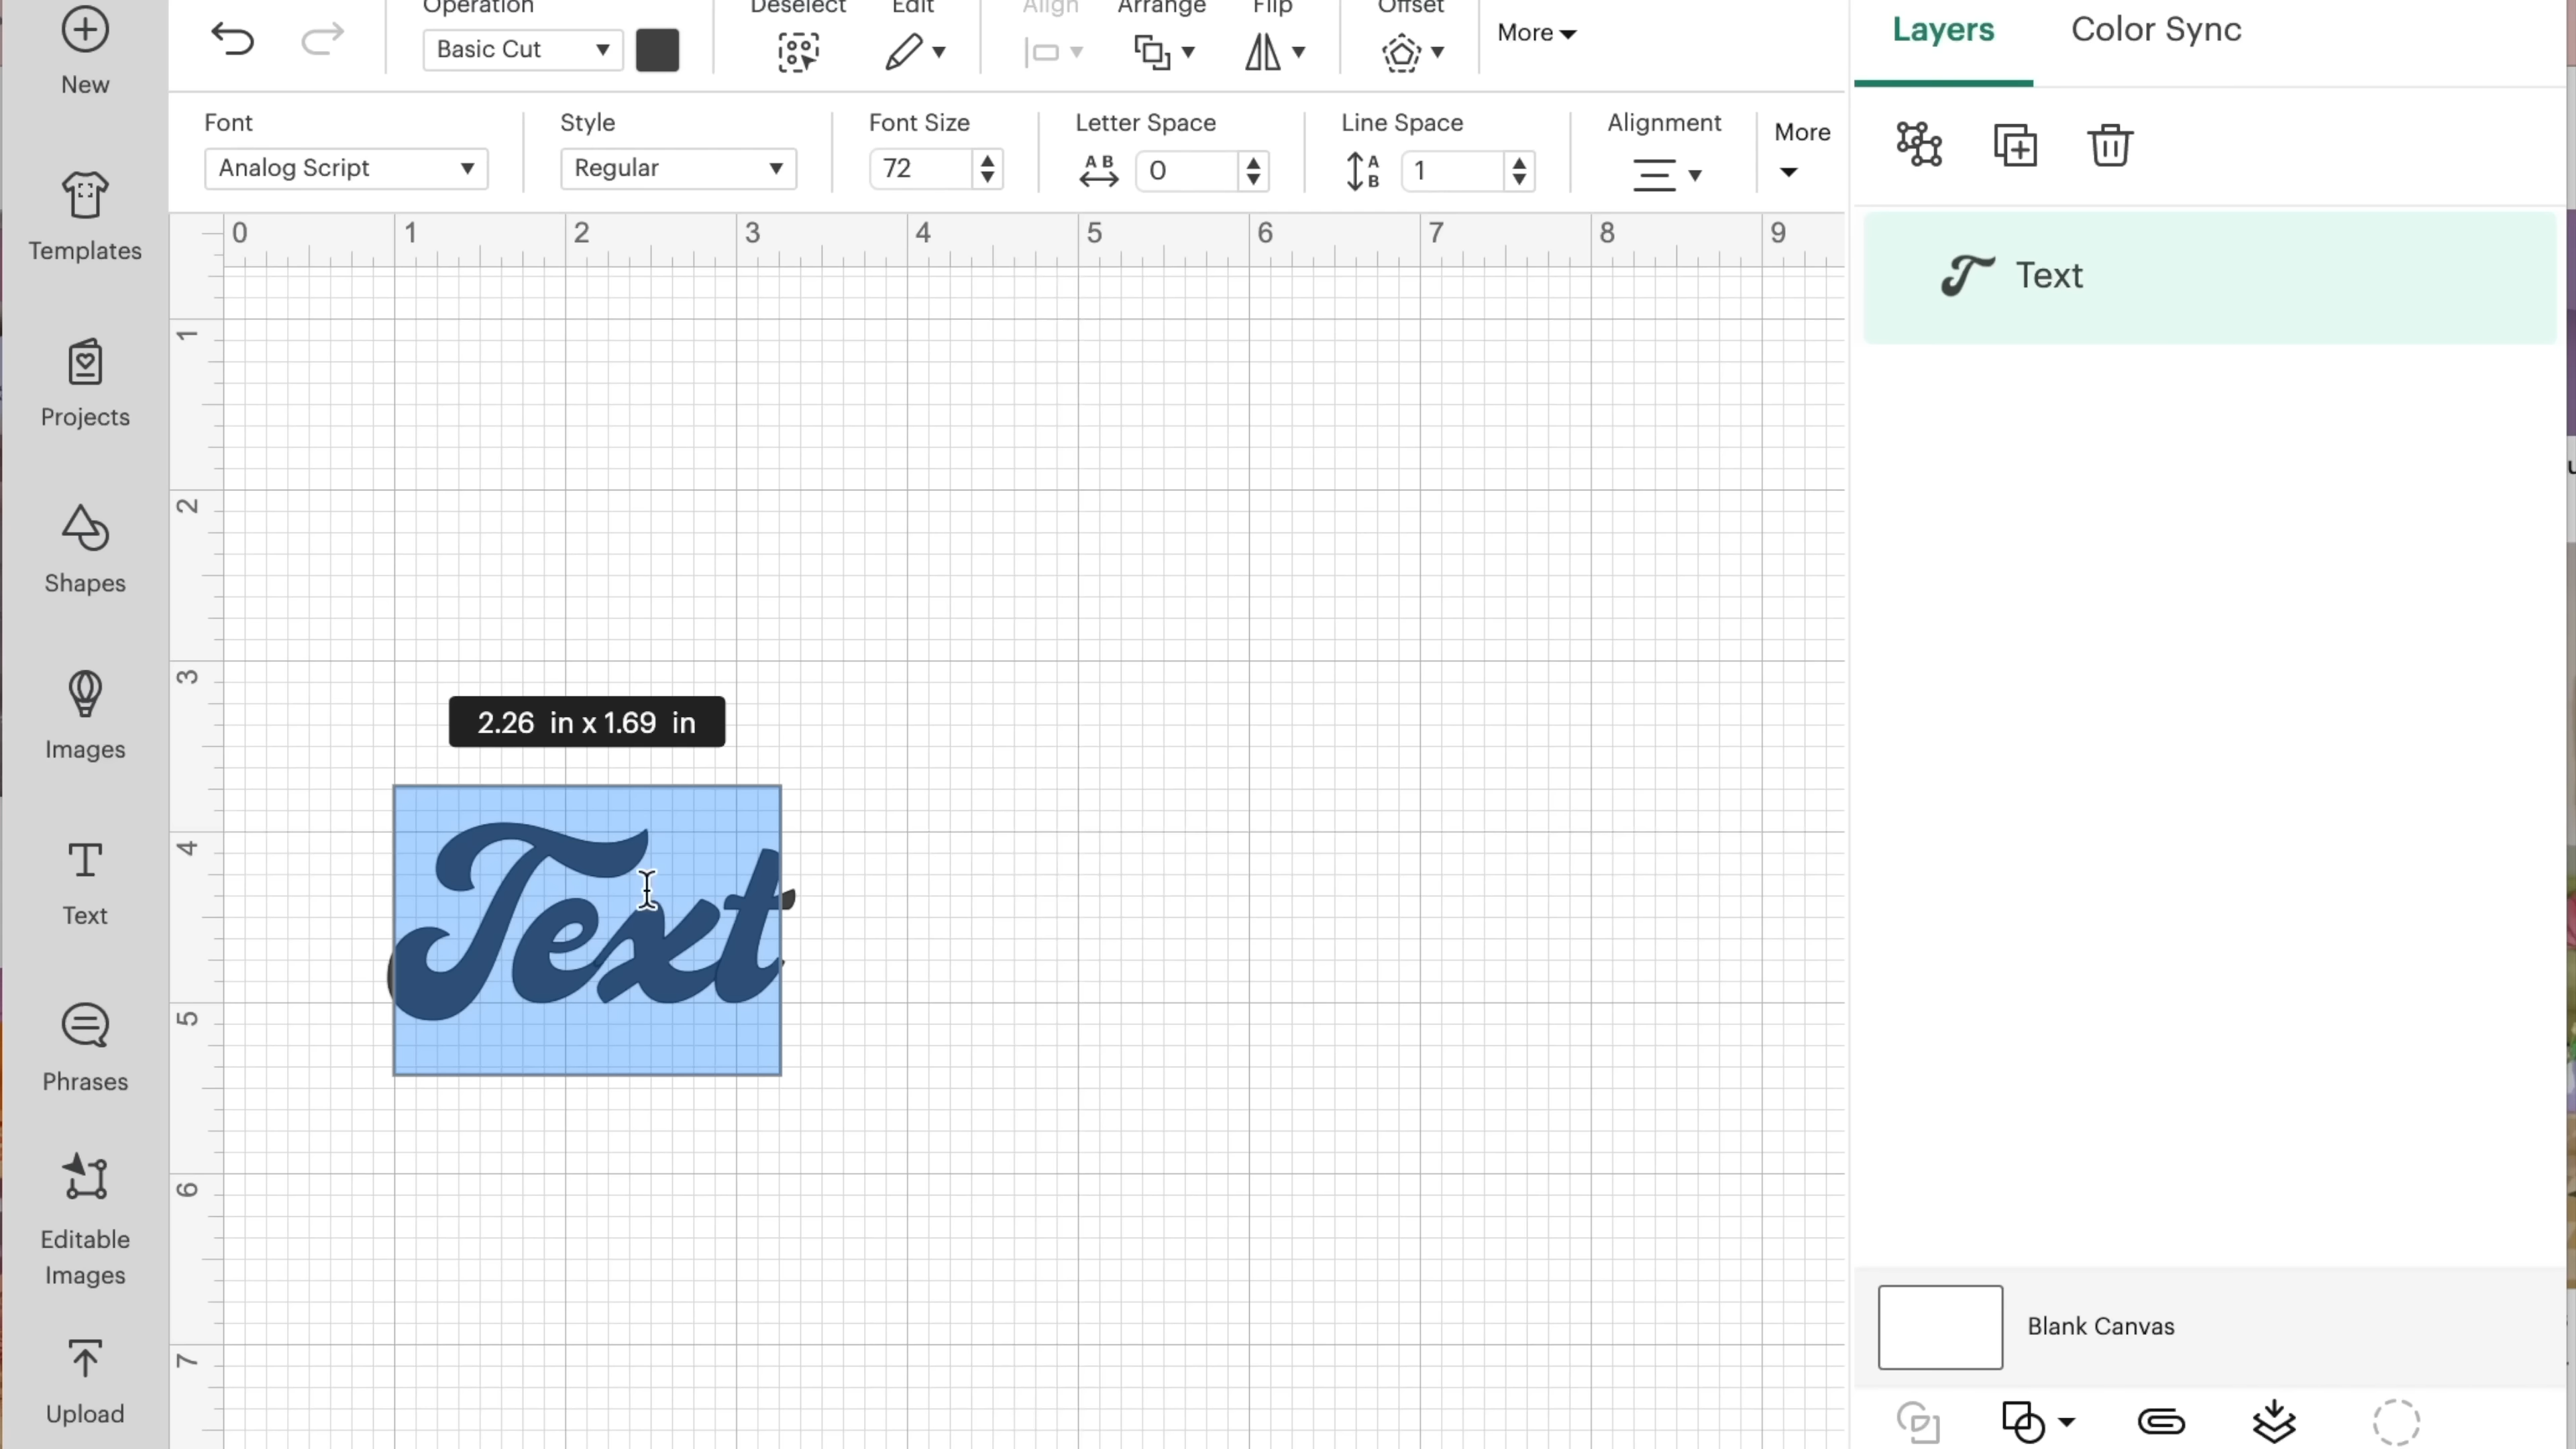 New
Templates
Projects
Shapes
Images
Text
Phrases
Editable
Images
Upload
Operation
Basic Cut
Deselect
Edit
Align
Arrange
Flip
Offset
More
Font
Analog Script
Style
Regular
Font Size
72
Letter Space
A B
0
Line Space
A
B
1
Alignment
More
0 1 2 3 4 5 6 7 8 9
1
2
3
4
5
6
7
2.26 in x 1.69 in
Text
Layers
Color Sync
Text
Blank Canvas